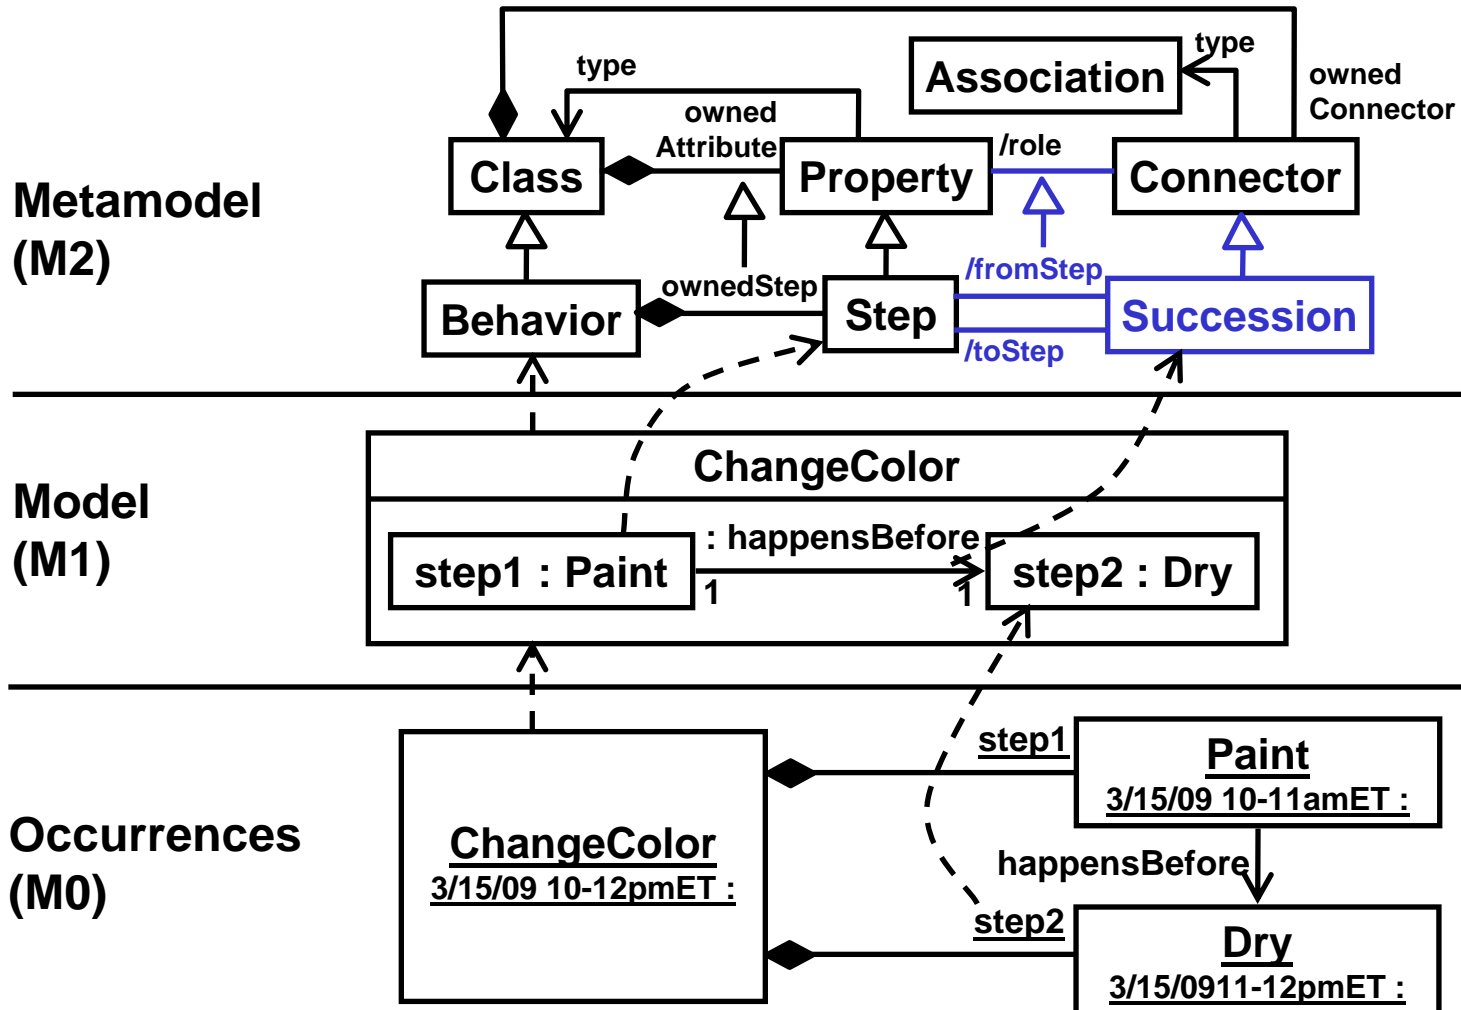 type
type
Association
owned
Connector
owned
Attribute
/role
Class
Property
Connector
Metamodel
(M2)
/fromStep
ownedStep
Behavior
Step
Succession
/toStep
ChangeColor
Model
(M1)
: happensBefore
step1 : Paint
step2 : Dry
1
1
step1
Paint
3/15/09 10-11amET :
Occurrences
(M0)
ChangeColor
3/15/09 10-12pmET :
happensBefore
step2
Dry
3/15/0911-12pmET :